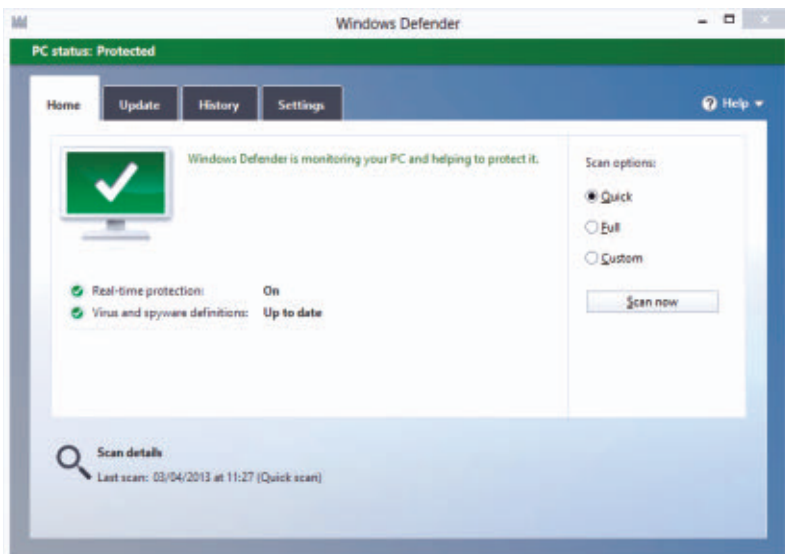 Windows Defender
PC status: Protected
Home
Update
History
Settings
Help
Windows Defender is monitoring your PC and helping to protect it.
Scan options:
Quick
Full
Custom
Scan now
Real-time protection: On
Virus and spyware definitions: Up to date
Scan details
Last scan: 03/04/2013 at 11:27 (Quick scan)